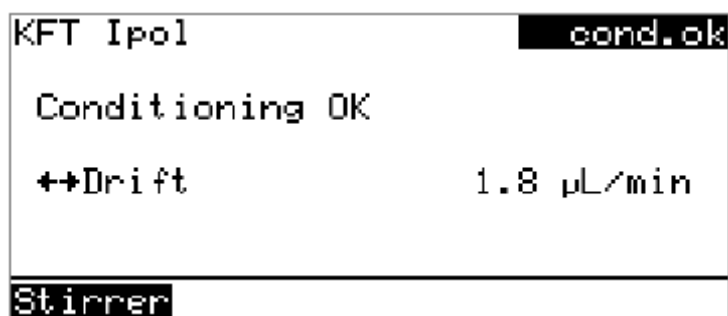 KFT Ipol cond.ok
Conditioning OK
↔Drift 1.8 µL/min
Stirrer